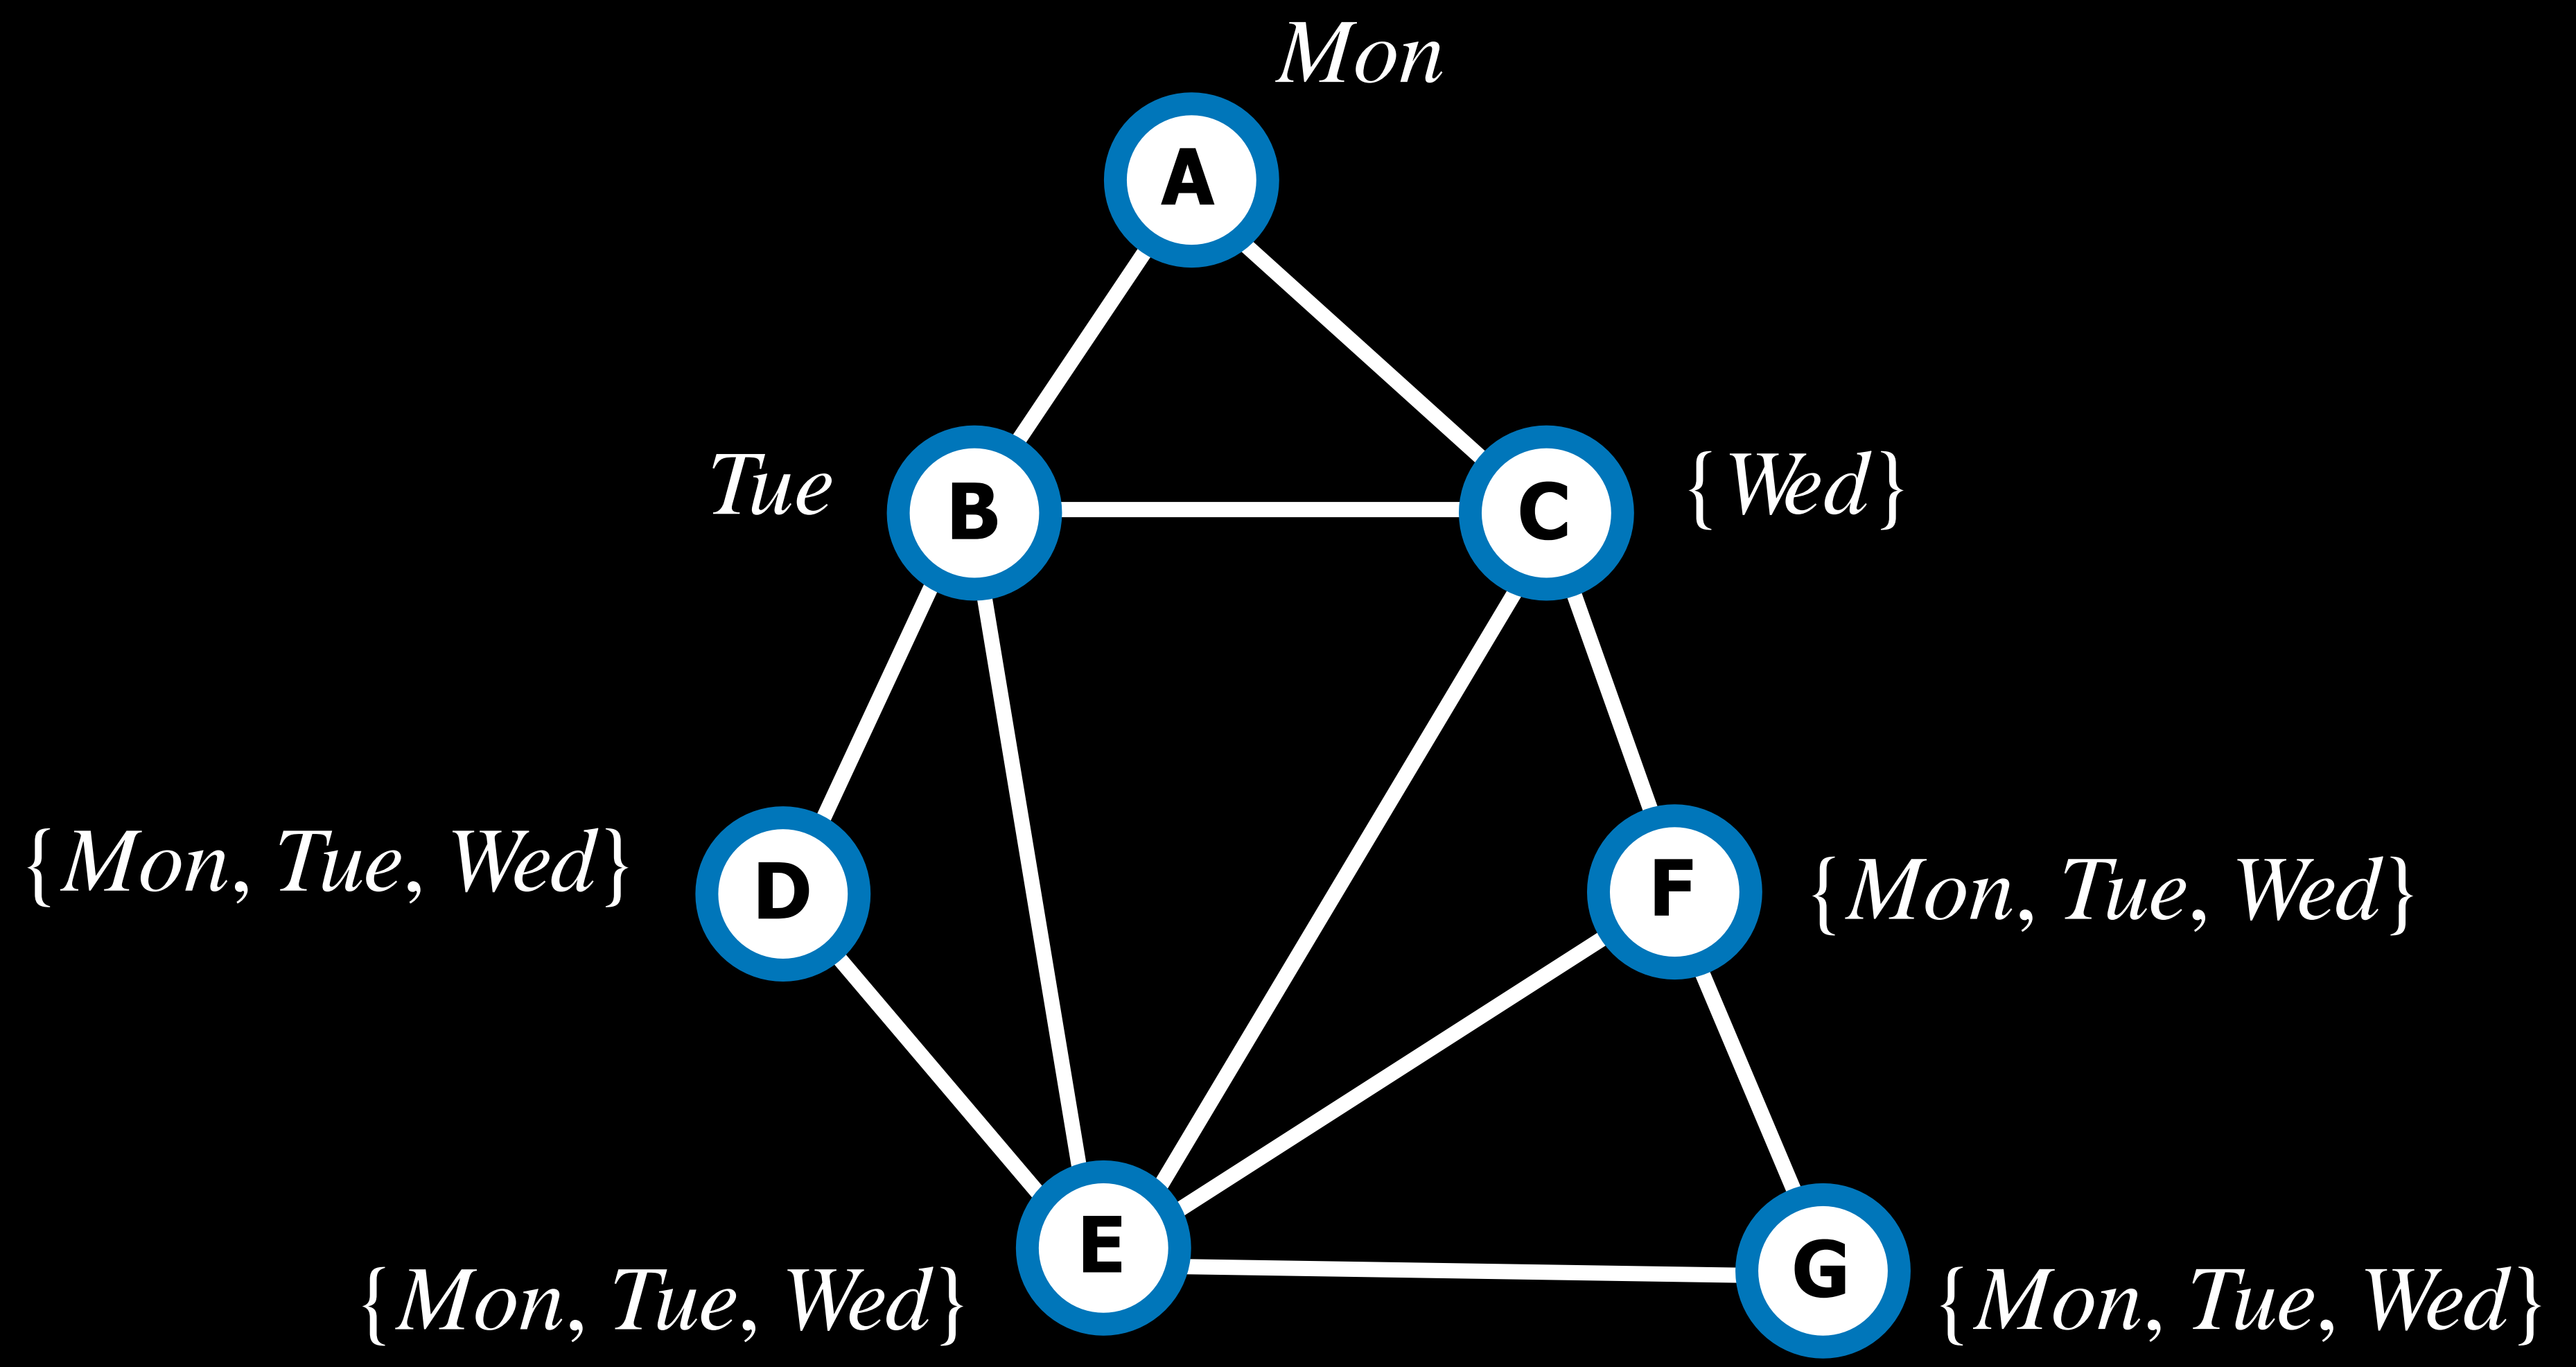 Mon
A
Tue
B
C
{Wed}
{Mon, Tue, Wed}
D
F
{Mon, Tue, Wed}
{Mon, Tue, Wed}
E
G
{Mon, Tue, Wed}